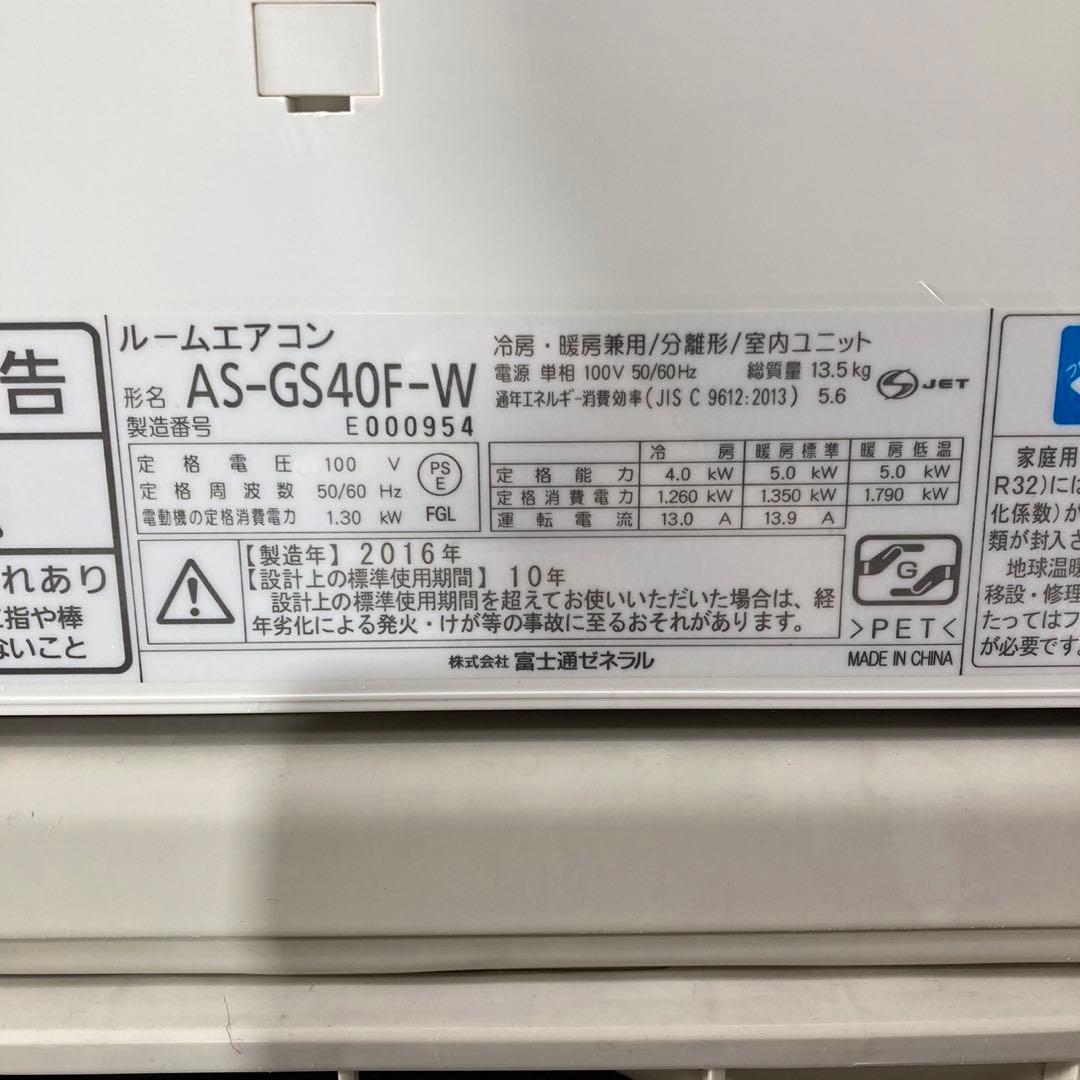 告
れあり
指や棒
ないこと
ルームエアコン
形名 AS-GS40F-W
製造番号 E000954
定格電圧 100 V
定格周波数 50/60 Hz
電動機の定格消費電力 1.30 kW
PS
E
FGL
冷房・暖房兼用/分離形/室内ユニット
電源 単相 100V 50/60Hz 総質量 13.5kg
通年エネルギー消費効率(JIS C 9612:2013) 5.6
S JET
冷房 暖房標準 暖房低温
定格能力 4.0 kW 5.0 kW 5.0 kW
定格消費電力 1.260 kW 1.350 kW 1.790 kW
運転電流 13.0 A 13.9 A
【製造年】2016年
【設計上の標準使用期間】10年
設計上の標準使用期間を超えてお使いいただいた場合は、経
年劣化による発火・けが等の事故に至るおそれがあります。
G
>PET<
株式会社 富士通ゼネラル
MADE IN CHINA
家庭用
R32)には
化係数)が
類が封入さ
地球温暖
移設・修理
たってはフ
が必要です